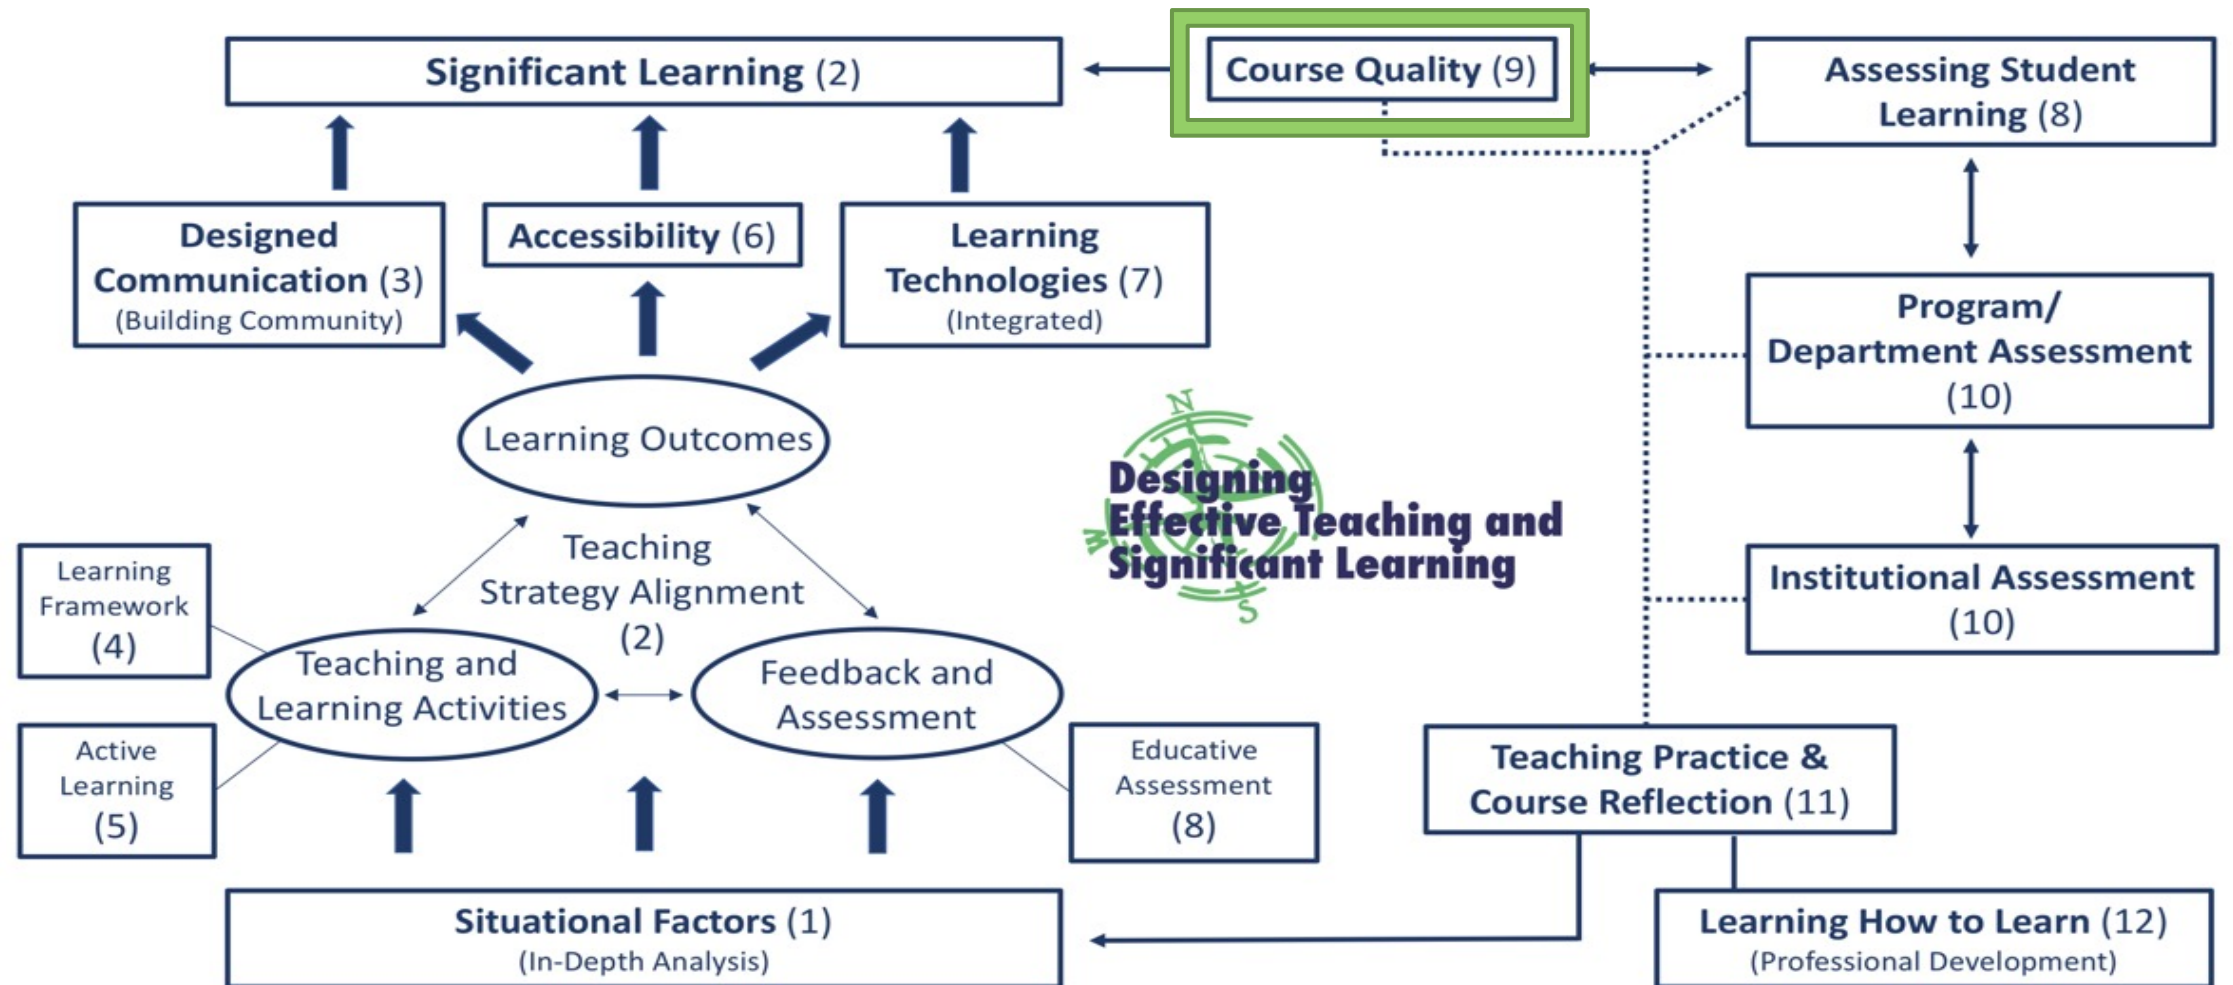 Significant Learning (2)
Course Quality (9)
Assessing Student
Learning (8)
Designed
Communication (3)
(Building Community)
Accessibility (6)
Learning
Technologies (7)
(Integrated)
Program/
Department Assessment
(10)
Learning Outcomes
N
W
S
Designing
Effective Teaching and
Significant Learning
Teaching
Strategy Alignment
(2)
Learning
Framework
(4)
Teaching and
Learning Activities
Feedback and
Assessment
Institutional Assessment
(10)
Active
Learning
(5)
Educative
Assessment
(8)
Teaching Practice &
Course Reflection (11)
Situational Factors (1)
(In-Depth Analysis)
Learning How to Learn (12)
(Professional Development)